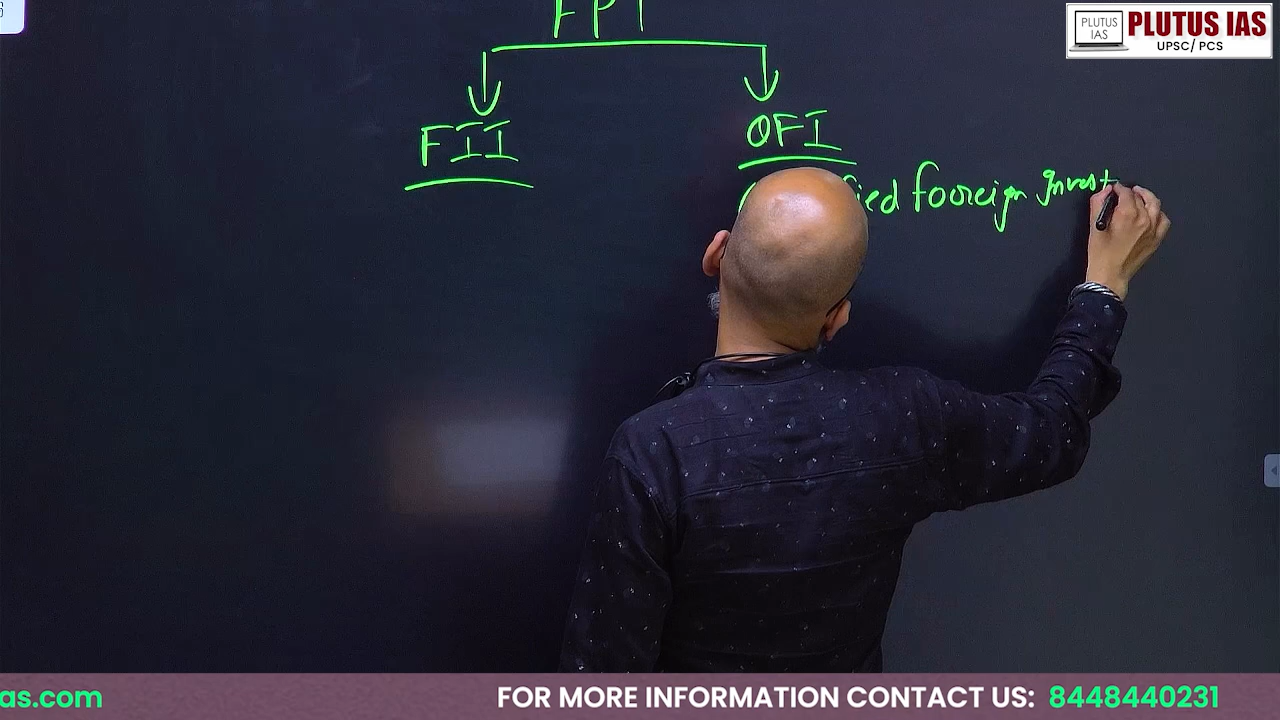 PLUTUS IAS
PLUTUS IAS
UPSC/ PCS
FPI
FII
QFI
fied foreign Invest
as.com FOR MORE INFORMATION CONTACT US: 8448440231